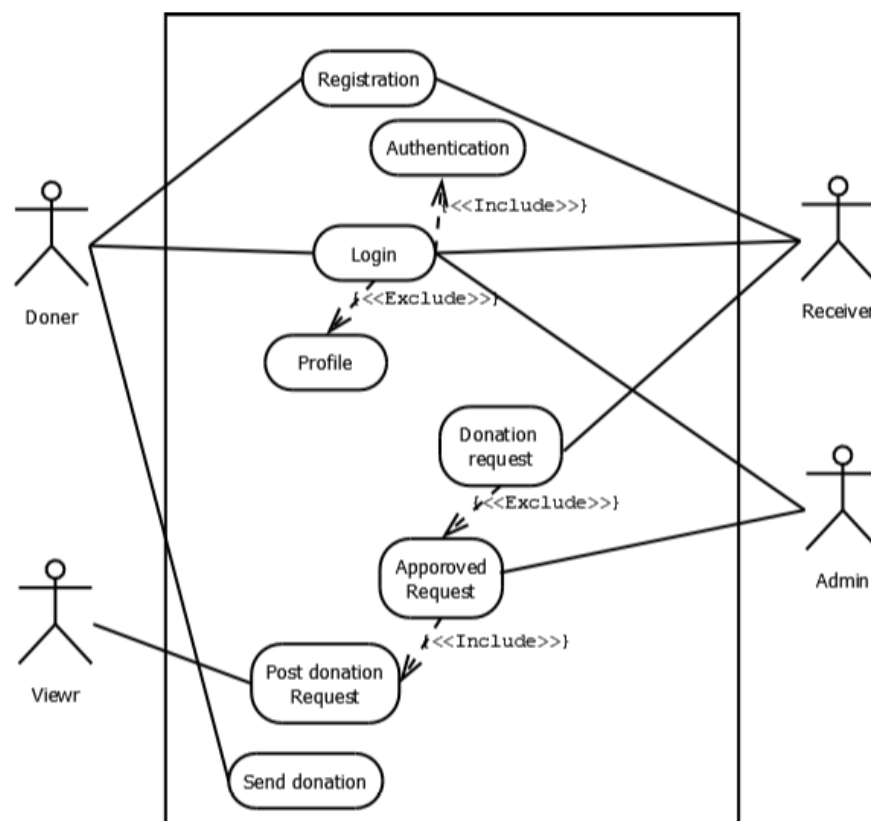 Registration
Authentication
{<<Include>>}
Login
Doner
Receiver
{<<Exclude>>}
Profile
Donation
request
{<<Exclude>>}
Apporoved
Request
Admin
{<<Include>>}
Post donation
Request
Viewr
Send donation